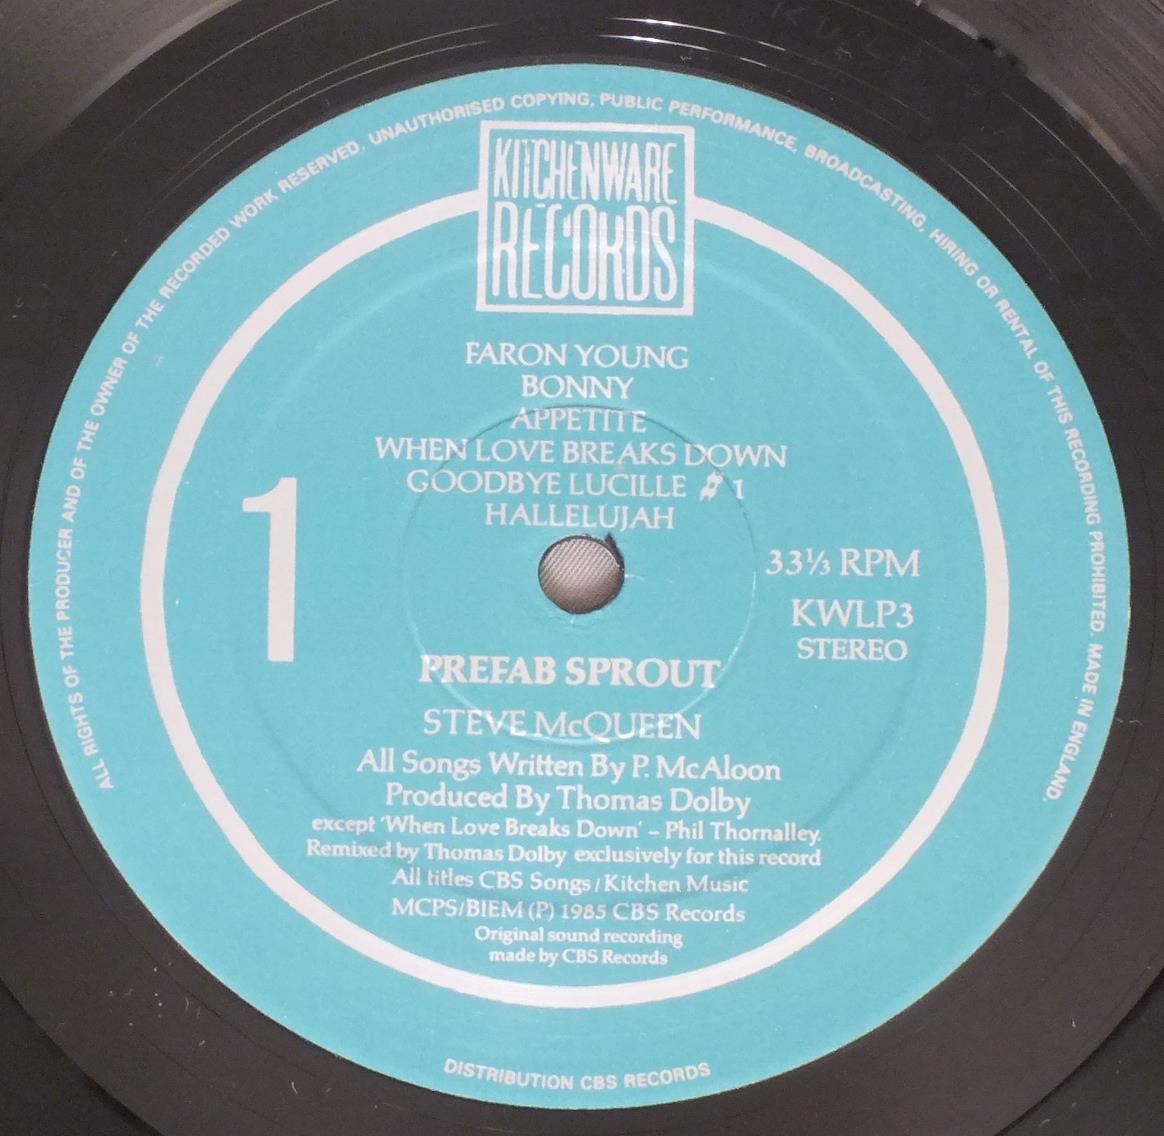 ALL RIGHTS OF THE PRODUCER AND OF THE OWNER OF THE RECORDED WORK RESERVED. UNAUTHORISED COPYING, PUBLIC PERFORMANCE, BROADCASTING, HIRING OR RENTAL OF THIS RECORDING PROHIBITED. MADE IN ENGLAND.
KITCHENWARE
RECORDS
FARON YOUNG
BONNY
APPETITE
WHEN LOVE BREAKS DOWN
GOODBYE LUCILLE # 1
HALLELUJAH
1
33⅓ RPM
KWLP3
STEREO
PREFAB SPROUT
STEVE McQUEEN
All Songs Written By P. McAloon
Produced By Thomas Dolby
except 'When Love Breaks Down' – Phil Thornalley.
Remixed by Thomas Dolby exclusively for this record
All titles CBS Songs / Kitchen Music
MCPS/BIEM (P) 1985 CBS Records
Original sound recording
made by CBS Records
DISTRIBUTION CBS RECORDS